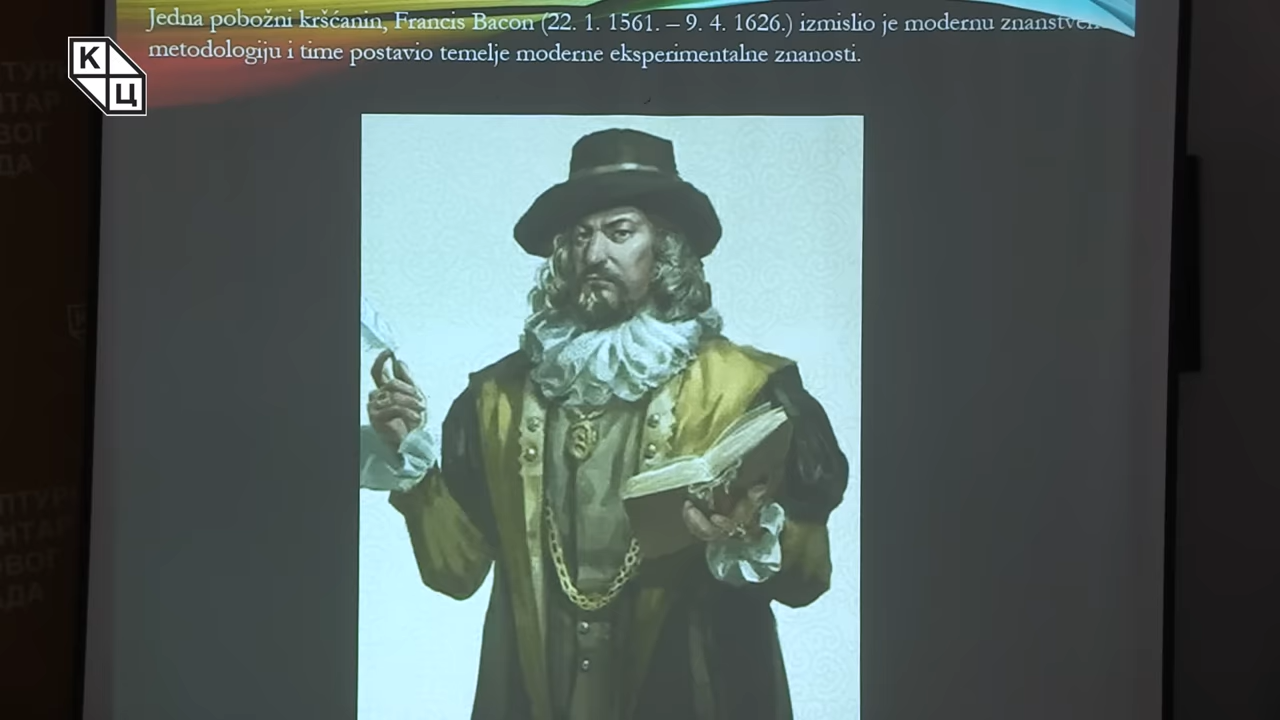 Jedna pobožni kršćanin, Francis Bacon (22. 1. 1561. – 9. 4. 1626.) izmislio je modernu
metodologiju i time postavio temelje moderne eksperimentalne znanosti.
К
Ц